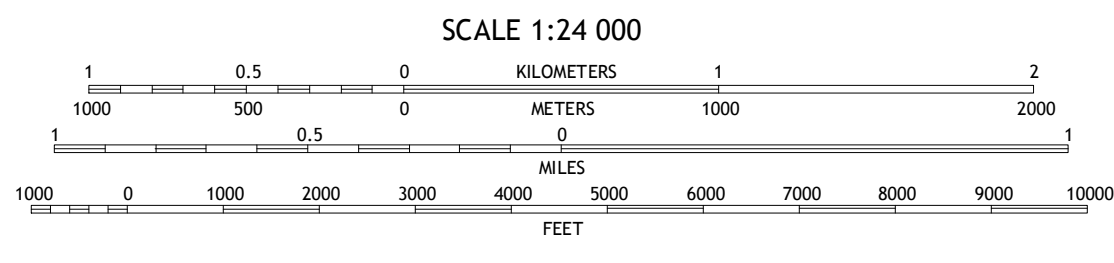 SCALE 1:24 000
1 0.5 0 KILOMETERS 1 2
1000 500 0 METERS 1000 2000
1 0.5 0 1
MILES
1000 0 1000 2000 3000 4000 5000 6000 7000 8000 9000 10000
FEET